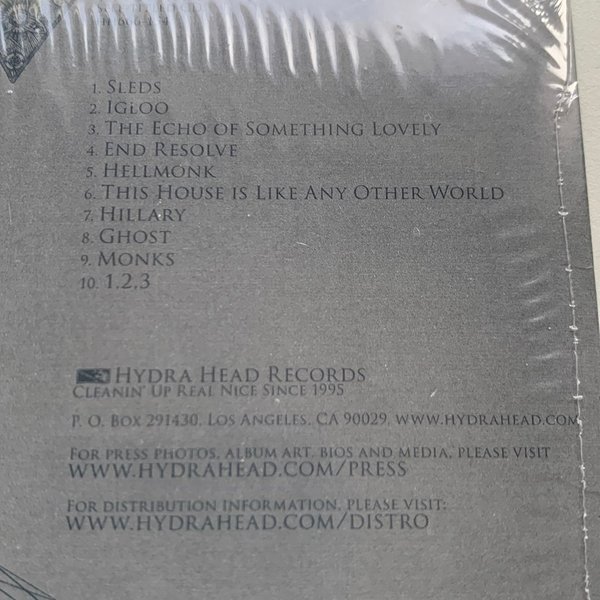 1. Sleds
2. Igloo
3. The Echo of Something Lovely
4. End Resolve
5. Hellmonk
6. This House is Like Any Other World
7. Hillary
8. Ghost
9. Monks
10. 1,2,3
Hydra Head Records
Cleanin' Up Real Nice Since 1995
P. O. Box 291430, Los Angeles, CA 90029, www.hydrahead.com
For press photos, album art, bios and media, please visit
www.hydrahead.com/press
For distribution information, please visit:
www.hydrahead.com/distro